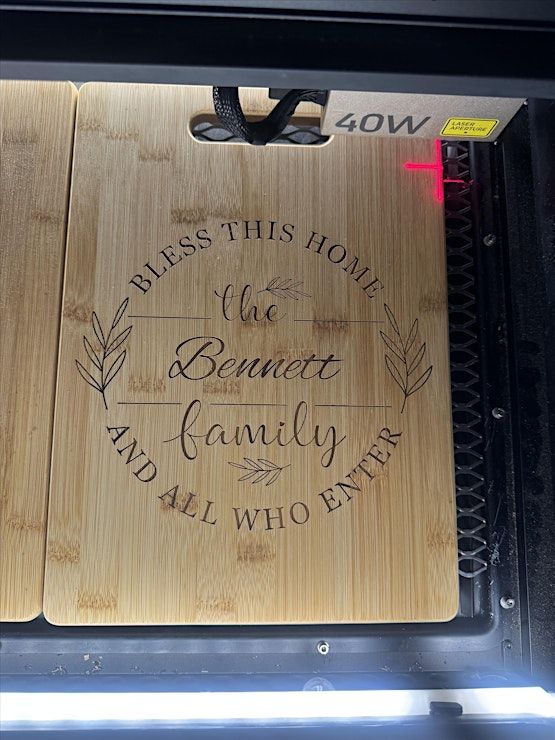 40W
LASER
APERTURE
BLESS THIS HOME
the
Bennett
family
AND ALL WHO ENTER